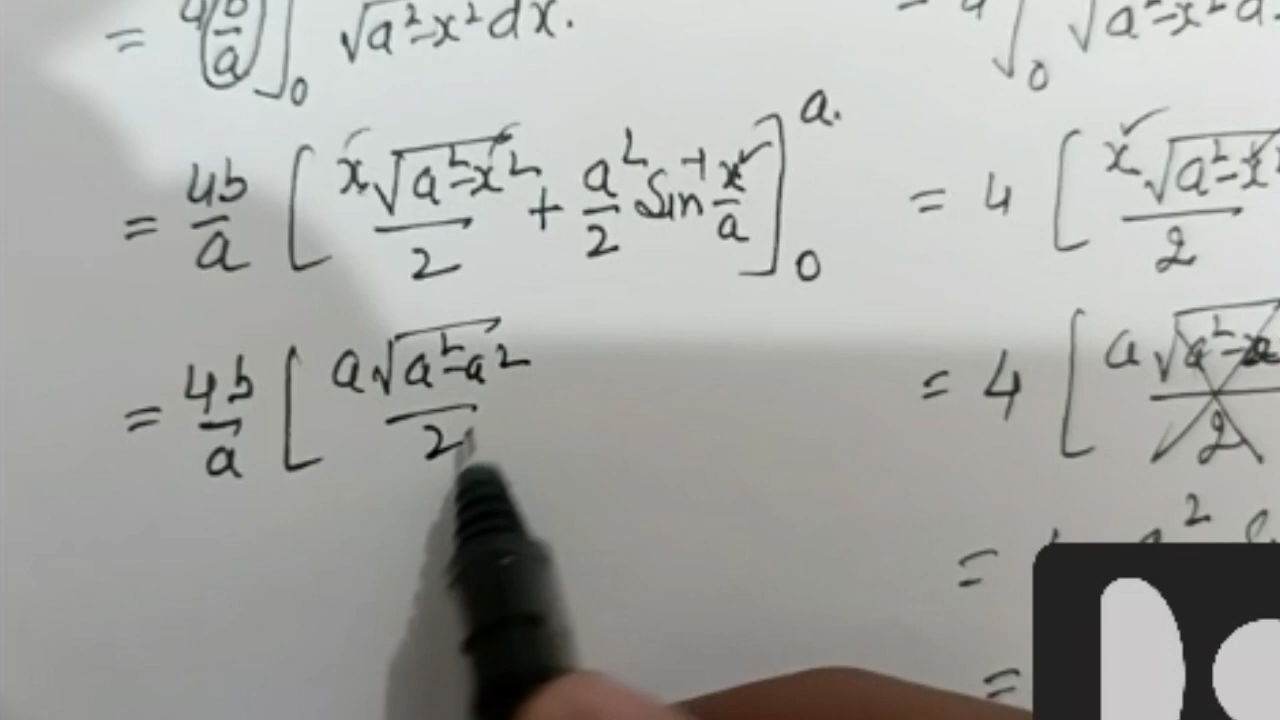 = 4(b/a) ∫₀ √a²-x² dx.
= 4b/a [ x√a²-x²/2 + a²/2 Sin⁻¹ x/a ]₀ᵃ.
= 4b/a [ a√a²-a²/2
= 4 ∫₀ √a²-x² d
= 4 [ x√a²-x²/2
= 4 [ a√a²-a/2
= a² S
=